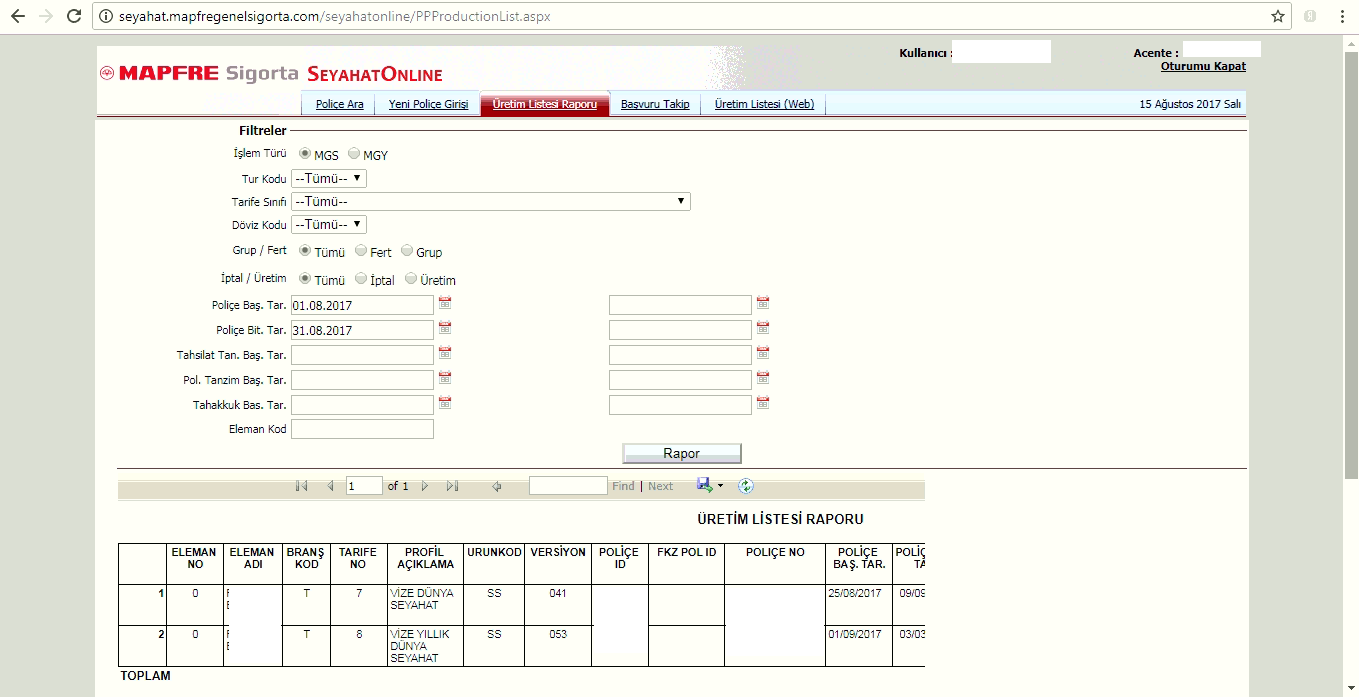 seyahat.mapfregenelsigorta.com/seyahatonline/PPProductionList.aspx
Kullanıcı :
Acente :
MAPFRE Sigorta SEYAHATONLINE
Oturumu Kapat
Poliçe Ara Yeni Poliçe Girişi Üretim Listesi Raporu Başvuru Takip Üretim Listesi (Web) 15 Ağustos 2017 Salı
Filtreler
İşlem Türü MGS MGY
Tur Kodu --Tümü--
Tarife Sınıfı --Tümü--
Döviz Kodu --Tümü--
Grup / Fert Tümü Fert Grup
İptal / Üretim Tümü İptal Üretim
Poliçe Baş. Tar. 01.08.2017
Poliçe Bit. Tar. 31.08.2017
Tahsilat Tan. Baş. Tar.
Pol. Tanzim Baş. Tar.
Tahakkuk Bas. Tar.
Eleman Kod
Rapor
1 of 1 Find | Next
ÜRETİM LİSTESİ RAPORU
ELEMAN ELEMAN BRANŞ TARIFE PROFİL URUNKOD VERSİYON POLİÇE FKZ POL ID POLIÇE NO POLİÇE
NO ADI KOD NO AÇIKLAMA ID BAŞ. TAR.
1 0 T 7 VİZE DÜNYA SS 041 25/08/2017 09/09
SEYAHAT
2 0 T 8 VİZE YILLIK SS 053 01/09/2017 03/03
DÜNYA
SEYAHAT
TOPLAM